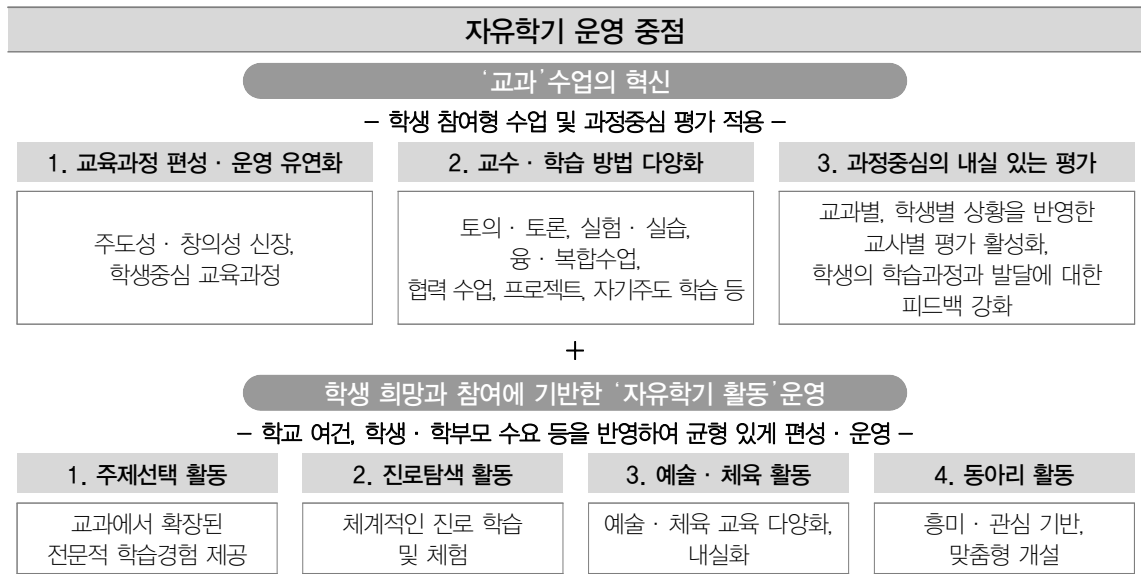 자유학기 운영 중점
‘교과’수업의 혁신
– 학생 참여형 수업 및 과정중심 평가 적용 –
1. 교육과정 편성·운영 유연화
주도성·창의성 신장,
학생중심 교육과정
2. 교수·학습 방법 다양화
토의·토론, 실험·실습,
융·복합수업,
협력 수업, 프로젝트, 자기주도 학습 등
3. 과정중심의 내실 있는 평가
교과별, 학생별 상황을 반영한
교사별 평가 활성화,
학생의 학습과정과 발달에 대한
피드백 강화
+
학생 희망과 참여에 기반한 ‘자유학기 활동’운영
– 학교 여건, 학생·학부모 수요 등을 반영하여 균형 있게 편성·운영 –
1. 주제선택 활동
교과에서 확장된
전문적 학습경험 제공
2. 진로탐색 활동
체계적인 진로 학습
및 체험
3. 예술·체육 활동
예술·체육 교육 다양화,
내실화
4. 동아리 활동
흥미·관심 기반,
맞춤형 개설